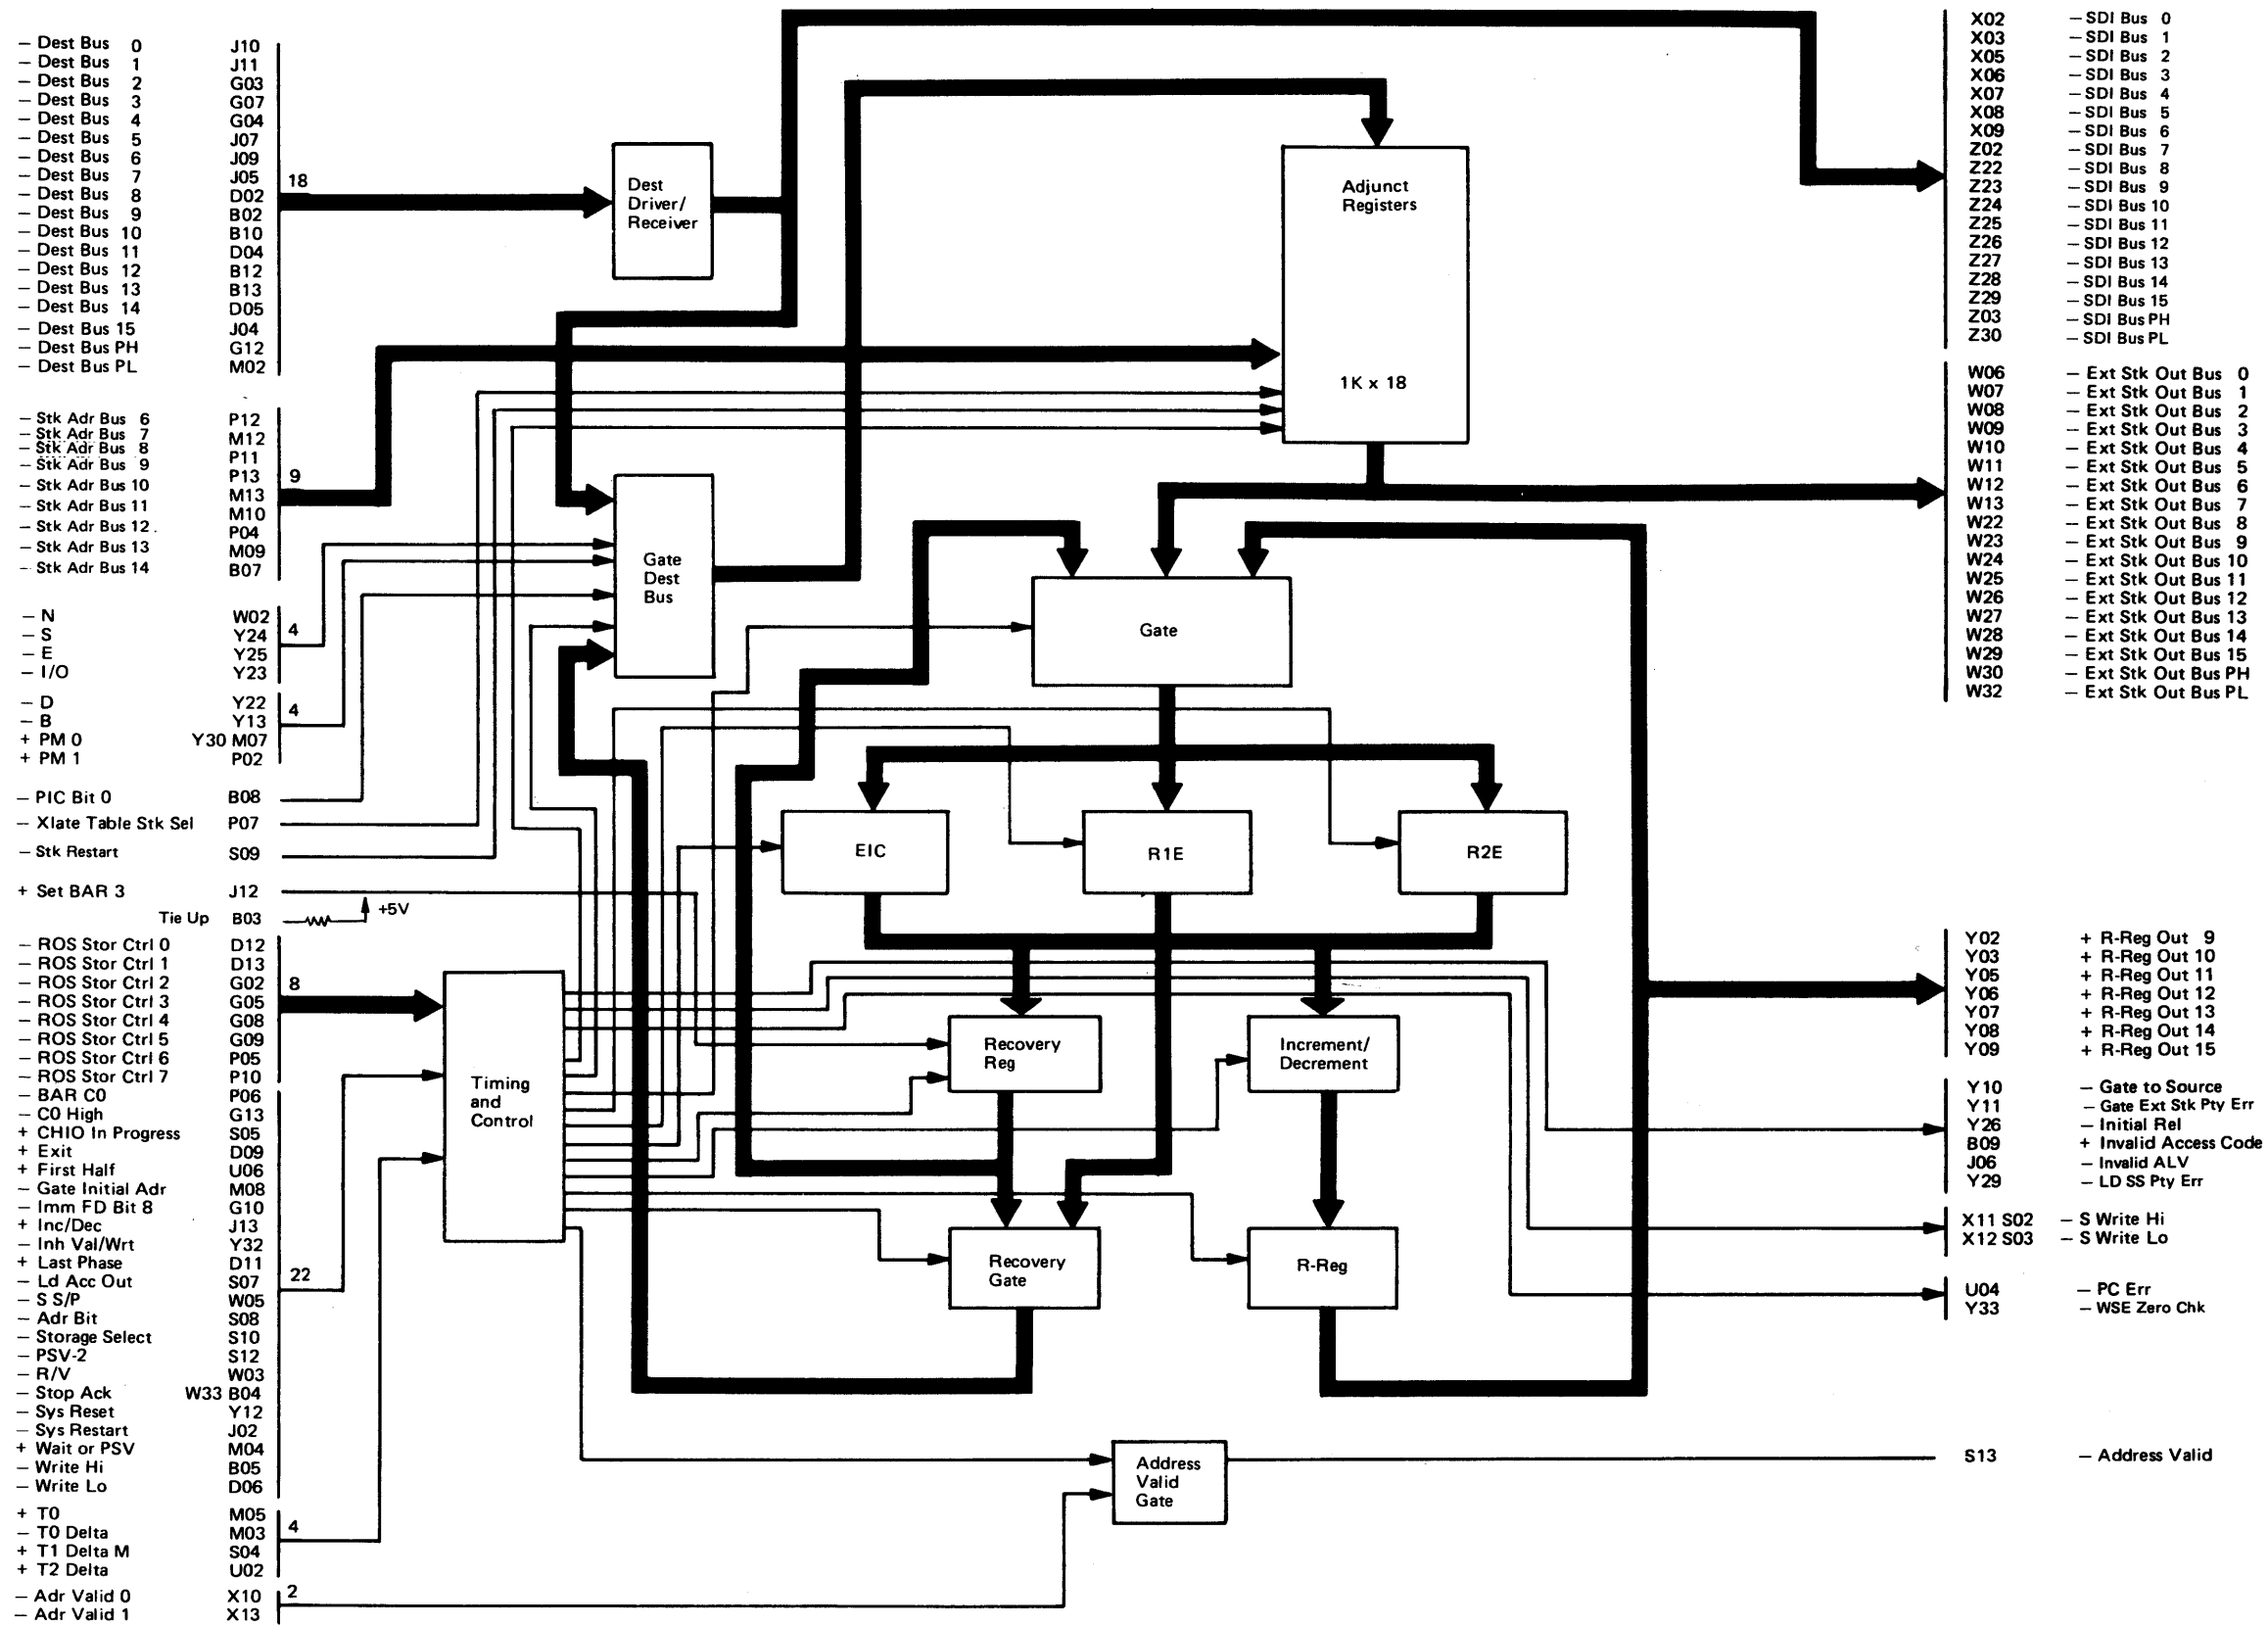 — Dest Bus 0 J10
— Dest Bus 1 J11
— Dest Bus 2 G03
— Dest Bus 3 G07
— Dest Bus 4 G04
— Dest Bus 5 J07
— Dest Bus 6 J09
— Dest Bus 7 J05
— Dest Bus 8 D02
— Dest Bus 9 B02
— Dest Bus 10 B10
— Dest Bus 11 D04
— Dest Bus 12 B12
— Dest Bus 13 B13
— Dest Bus 14 D05
— Dest Bus 15 J04
— Dest Bus PH G12
— Dest Bus PL M02
18
— Stk Adr Bus 6 P12
— Stk Adr Bus 7 M12
— Stk Adr Bus 8 P11
— Stk Adr Bus 9 P13
— Stk Adr Bus 10 M13
— Stk Adr Bus 11 M10
— Stk Adr Bus 12 P04
— Stk Adr Bus 13 M09
— Stk Adr Bus 14 B07
9
— N W02
— S Y24
— E Y25
— I/O Y23
4
— D Y22
— B Y13
+ PM 0 Y30 M07
+ PM 1 P02
4
— PIC Bit 0 B08
— Xlate Table Stk Sel P07
— Stk Restart S09
+ Set BAR 3 J12
Tie Up B03
+5V
— ROS Stor Ctrl 0 D12
— ROS Stor Ctrl 1 D13
— ROS Stor Ctrl 2 G02
— ROS Stor Ctrl 3 G05
— ROS Stor Ctrl 4 G08
— ROS Stor Ctrl 5 G09
— ROS Stor Ctrl 6 P05
— ROS Stor Ctrl 7 P10
8
— BAR C0 P06
— C0 High G13
+ CHIO In Progress S05
+ Exit D09
+ First Half U06
— Gate Initial Adr M08
— Imm FD Bit 8 G10
+ Inc/Dec J13
— Inh Val/Wrt Y32
+ Last Phase D11
— Ld Acc Out S07
— S S/P W05
— Adr Bit S08
— Storage Select S10
— PSV-2 S12
— R/V W03
— Stop Ack W33 B04
— Sys Reset Y12
— Sys Restart J02
+ Wait or PSV M04
— Write Hi B05
— Write Lo D06
22
+ T0 M05
— T0 Delta M03
+ T1 Delta M S04
+ T2 Delta U02
4
— Adr Valid 0 X10
— Adr Valid 1 X13
2
Dest
Driver/
Receiver
Adjunct
Registers
1K x 18
Gate
Dest
Bus
Gate
EIC
R1E
R2E
Timing
and
Control
Recovery
Reg
Increment/
Decrement
Recovery
Gate
R-Reg
Address
Valid
Gate
X02 — SDI Bus 0
X03 — SDI Bus 1
X05 — SDI Bus 2
X06 — SDI Bus 3
X07 — SDI Bus 4
X08 — SDI Bus 5
X09 — SDI Bus 6
Z02 — SDI Bus 7
Z22 — SDI Bus 8
Z23 — SDI Bus 9
Z24 — SDI Bus 10
Z25 — SDI Bus 11
Z26 — SDI Bus 12
Z27 — SDI Bus 13
Z28 — SDI Bus 14
Z29 — SDI Bus 15
Z03 — SDI Bus PH
Z30 — SDI Bus PL
W06 — Ext Stk Out Bus 0
W07 — Ext Stk Out Bus 1
W08 — Ext Stk Out Bus 2
W09 — Ext Stk Out Bus 3
W10 — Ext Stk Out Bus 4
W11 — Ext Stk Out Bus 5
W12 — Ext Stk Out Bus 6
W13 — Ext Stk Out Bus 7
W22 — Ext Stk Out Bus 8
W23 — Ext Stk Out Bus 9
W24 — Ext Stk Out Bus 10
W25 — Ext Stk Out Bus 11
W26 — Ext Stk Out Bus 12
W27 — Ext Stk Out Bus 13
W28 — Ext Stk Out Bus 14
W29 — Ext Stk Out Bus 15
W30 — Ext Stk Out Bus PH
W32 — Ext Stk Out Bus PL
Y02 + R-Reg Out 9
Y03 + R-Reg Out 10
Y05 + R-Reg Out 11
Y06 + R-Reg Out 12
Y07 + R-Reg Out 13
Y08 + R-Reg Out 14
Y09 + R-Reg Out 15
Y10 — Gate to Source
Y11 — Gate Ext Stk Pty Err
Y26 — Initial Rel
B09 + Invalid Access Code
J06 — Invalid ALV
Y29 — LD SS Pty Err
X11 S02 — S Write Hi
X12 S03 — S Write Lo
U04 — PC Err
Y33 — WSE Zero Chk
S13 — Address Valid